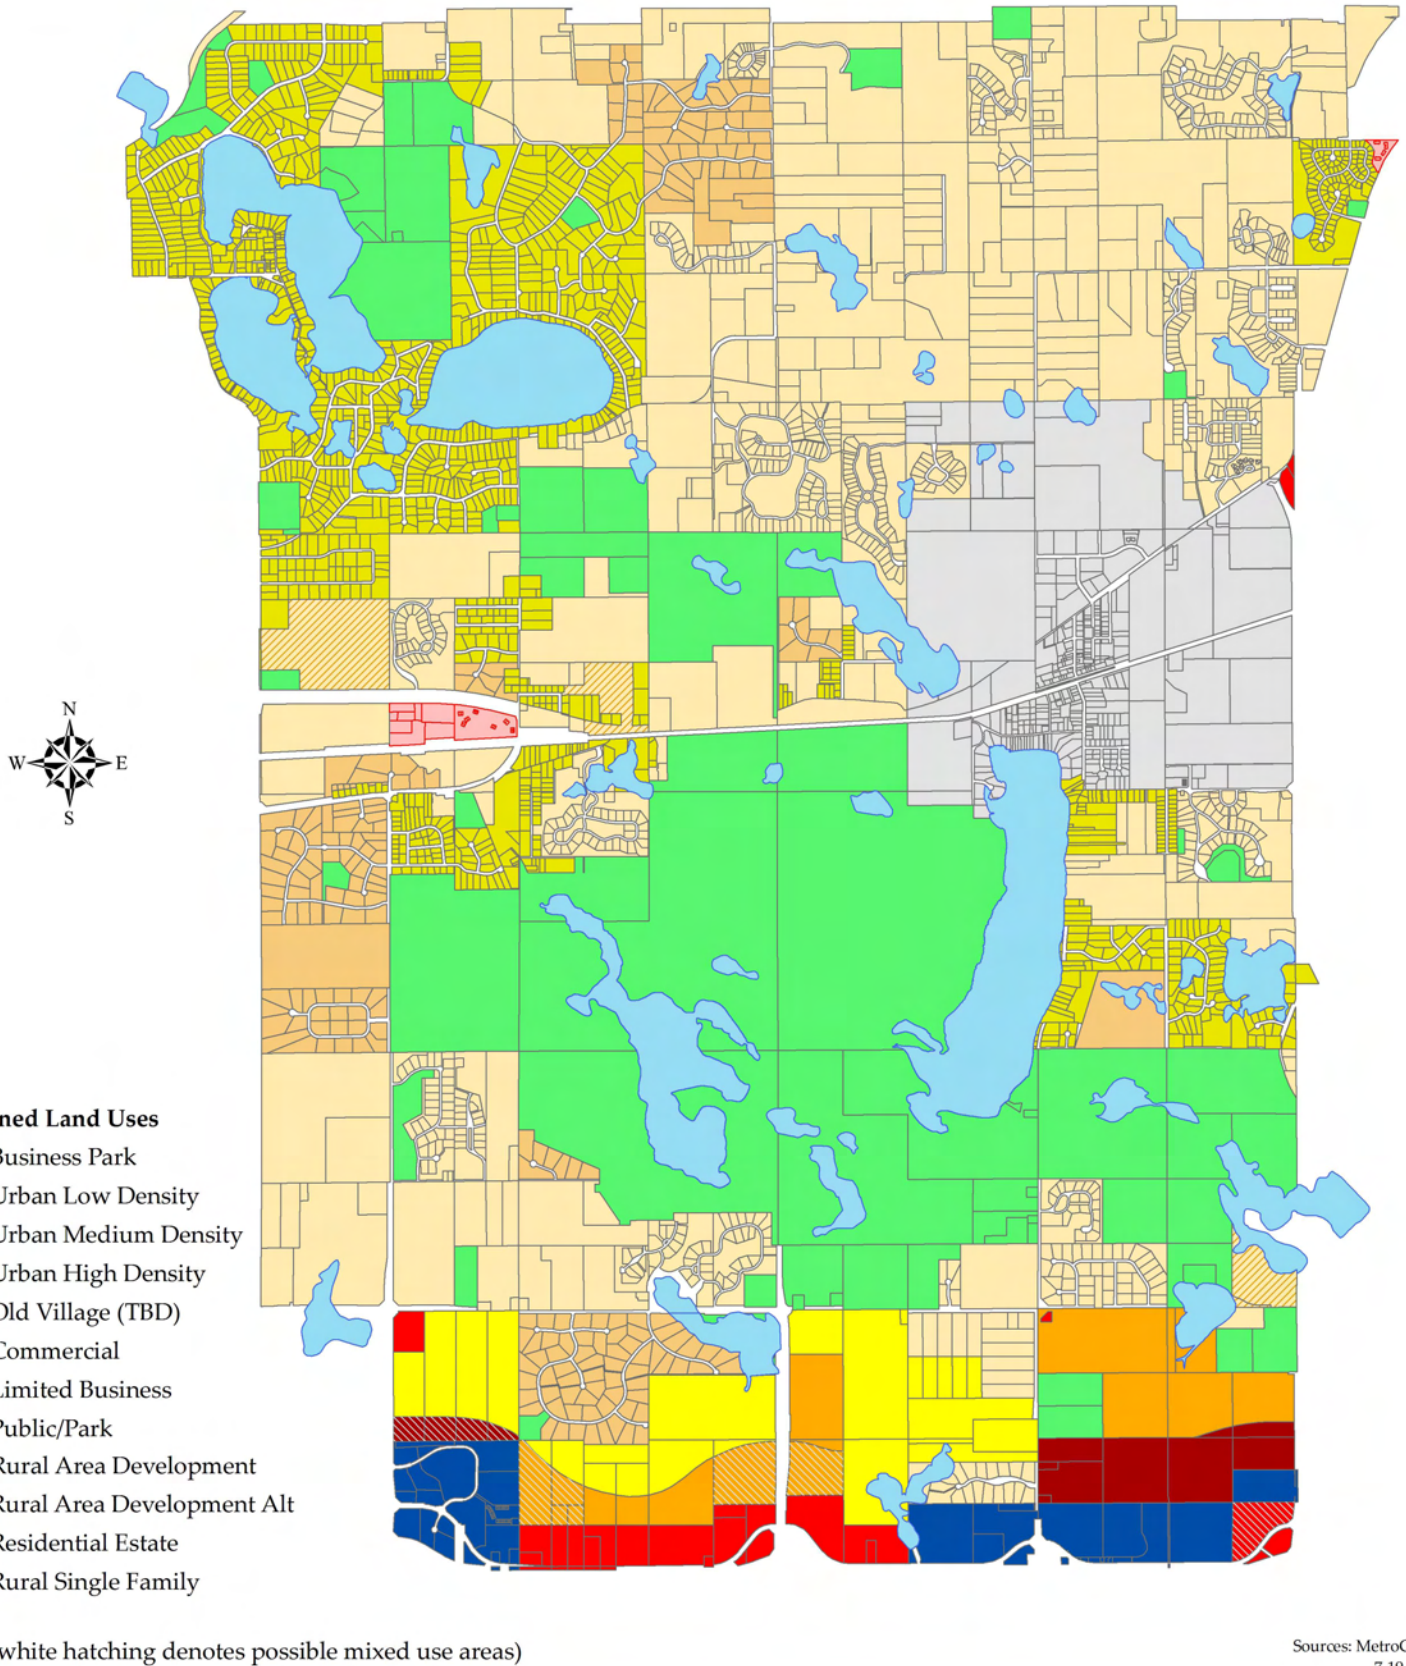 N
W E
S
ned Land Uses
Business Park
Urban Low Density
Urban Medium Density
Urban High Density
Old Village (TBD)
Commercial
Limited Business
Public/Park
Rural Area Development
Rural Area Development Alt
Residential Estate
Rural Single Family
white hatching denotes possible mixed use areas)
Sources: MetroC